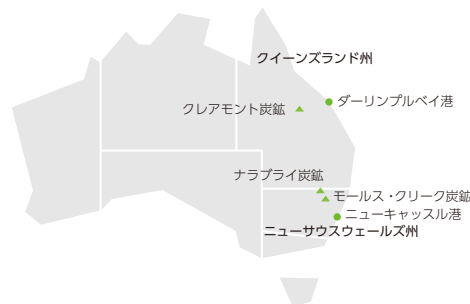 クイーンズランド州
ダーリンプルベイ港
クレアモント炭鉱
ナラブライ炭鉱
モールス・クリーク炭鉱
ニューキャッスル港
ニューサウスウェールズ州